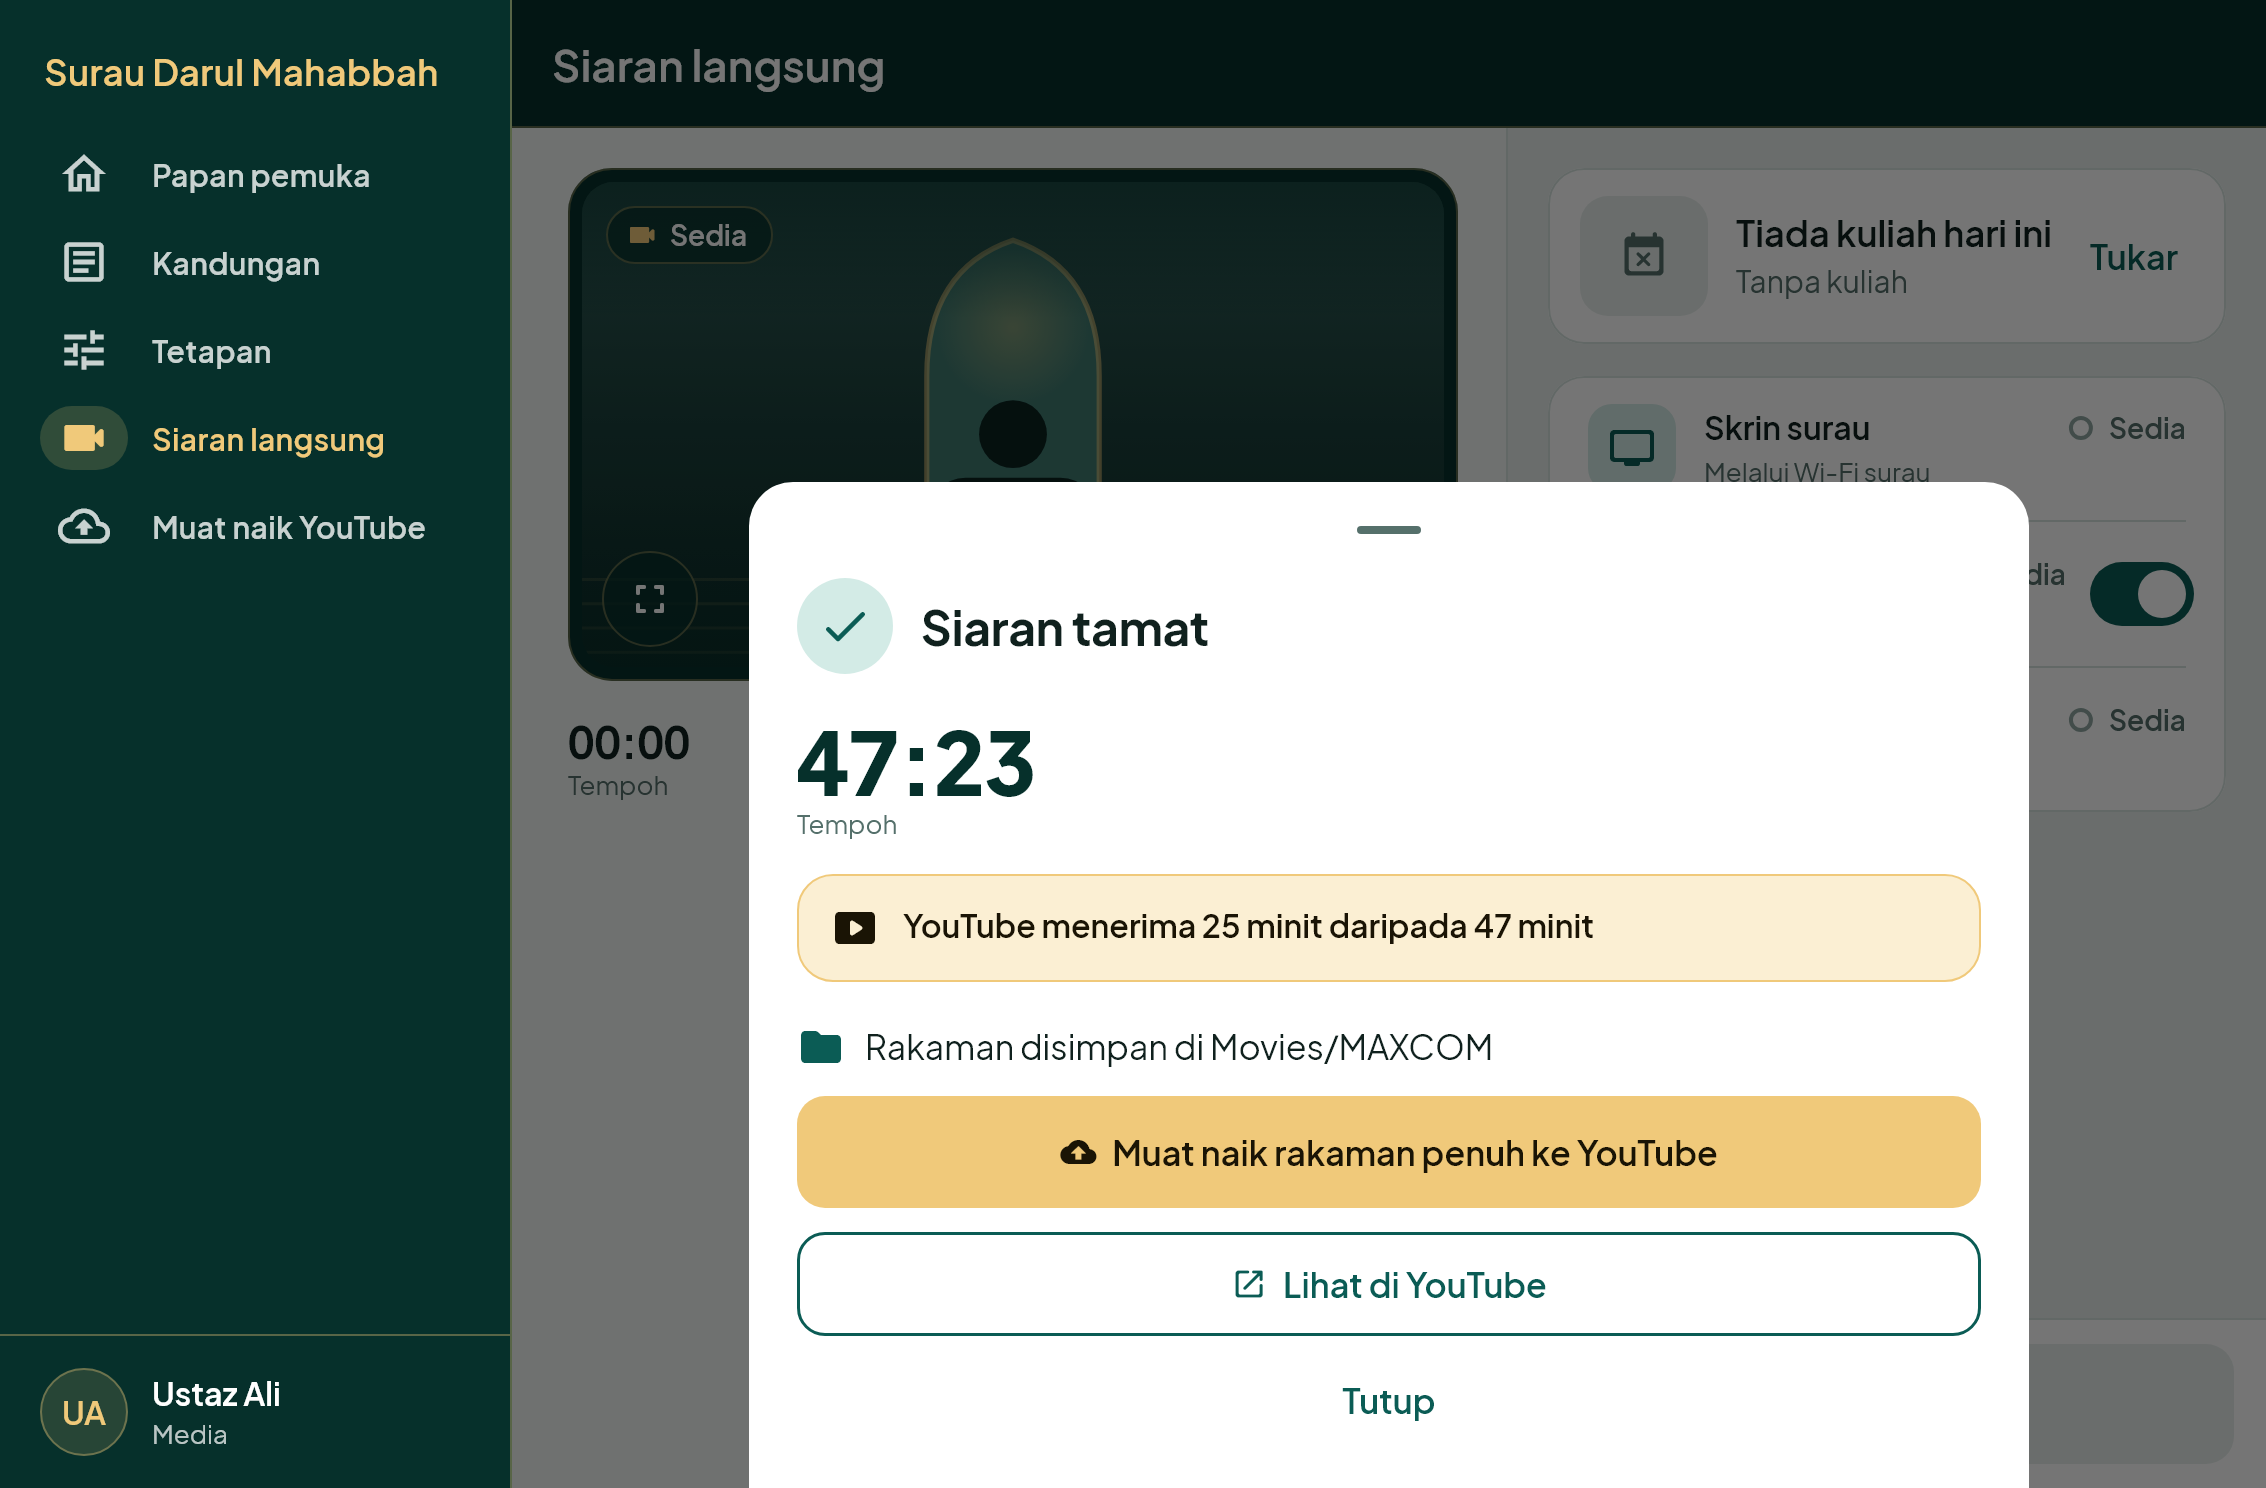 Surau Darul Mahabbah
Papan pemuka
Kandungan
Tetapan
Siaran langsung
Muat naik YouTube
UA
Ustaz Ali
Media
Siaran langsung
Sedia
00:00
Tempoh
Tiada kuliah hari ini
Tanpa kuliah
Tukar
Skrin surau
Melalui Wi-Fi surau
Sedia
Sedia
Siaran tamat
47:23
Tempoh
YouTube menerima 25 minit daripada 47 minit
Rakaman disimpan di Movies/MAXCOM
Muat naik rakaman penuh ke YouTube
Lihat di YouTube
Tutup